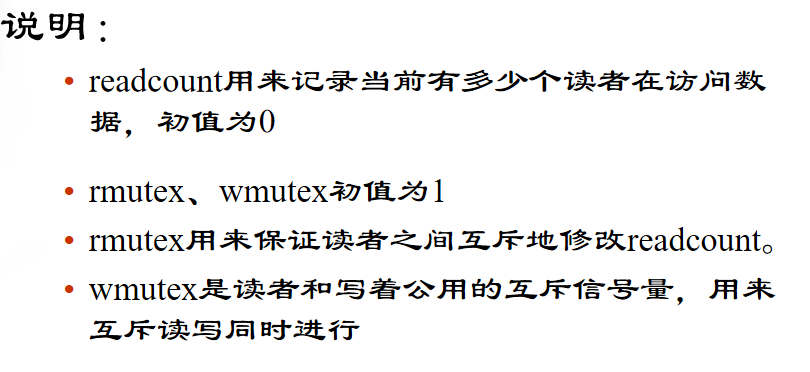 说明：
• readcount用来记录当前有多少个读者在访问数
据，初值为0
• rmutex、wmutex初值为1
• rmutex用来保证读者之间互斥地修改readcount。
• wmutex是读者和写着公用的互斥信号量，用来
互斥读写同时进行